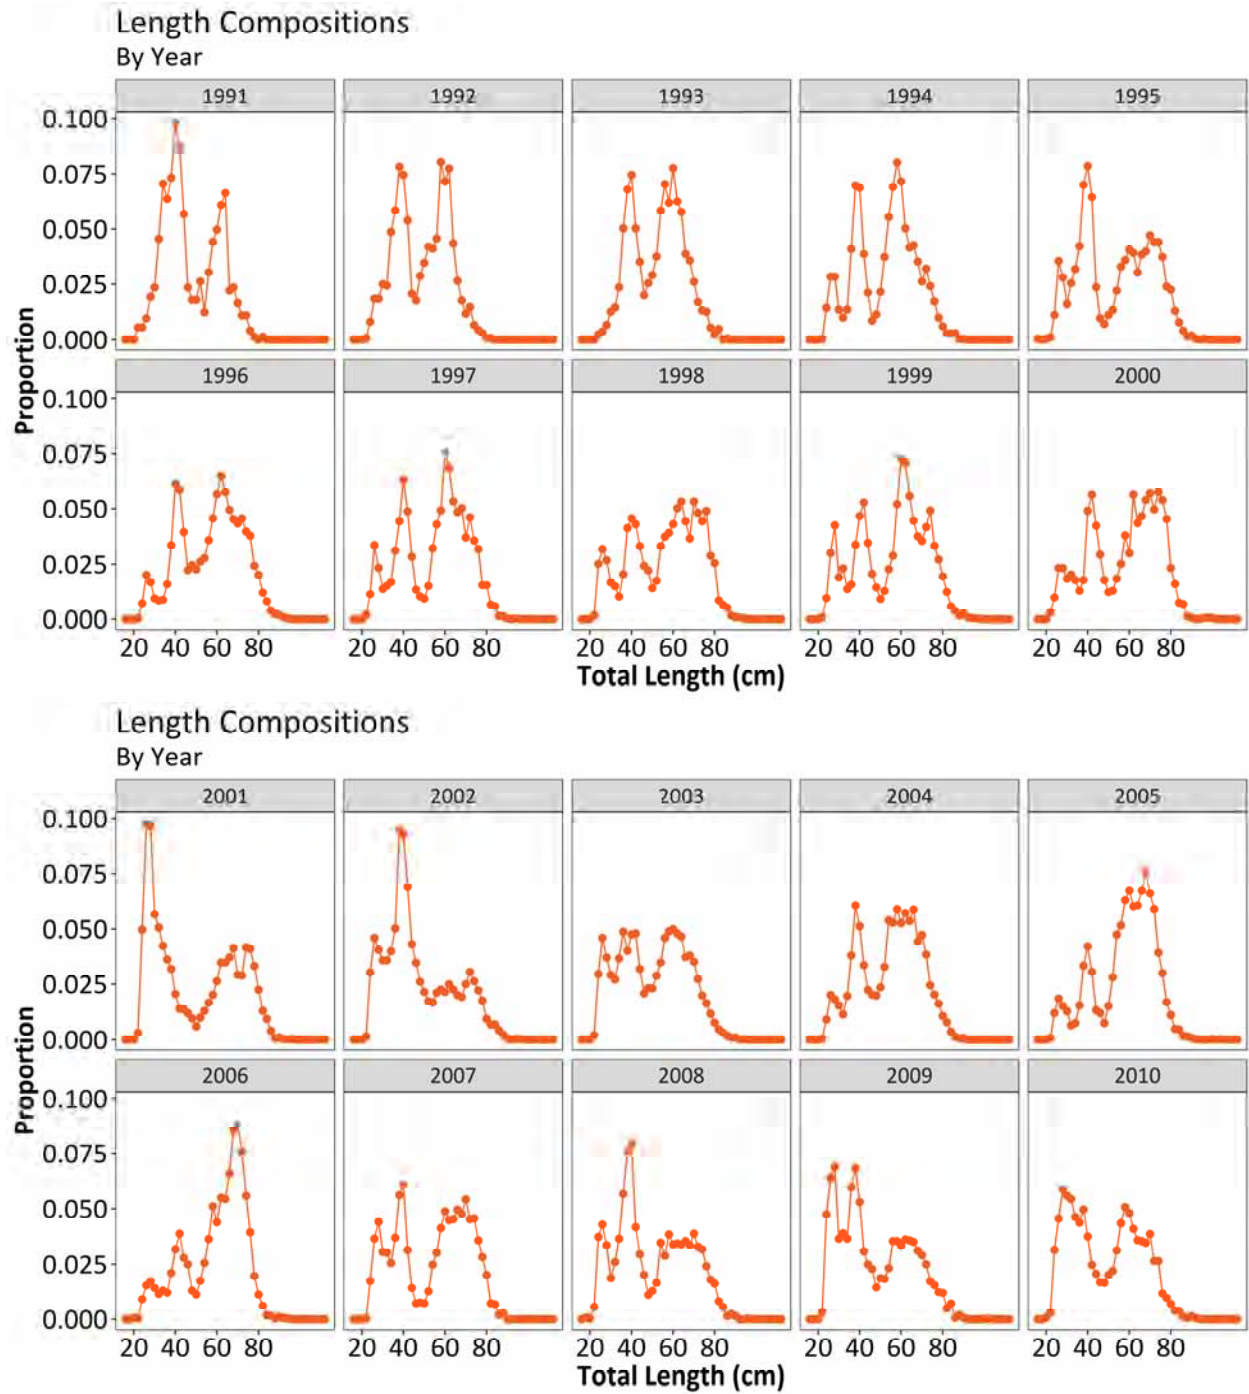 Length Compositions
By Year
1991 1992 1993 1994 1995
0.100
0.075
0.050
0.025
0.000
1996 1997 1998 1999 2000
0.100
0.075
0.050
0.025
0.000
Proportion
20 40 60 80 20 40 60 80 20 40 60 80 20 40 60 80 20 40 60 80
Total Length (cm)
Length Compositions
By Year
2001 2002 2003 2004 2005
0.100
0.075
0.050
0.025
0.000
2006 2007 2008 2009 2010
0.100
0.075
0.050
0.025
0.000
Proportion
20 40 60 80 20 40 60 80 20 40 60 80 20 40 60 80 20 40 60 80
Total Length (cm)